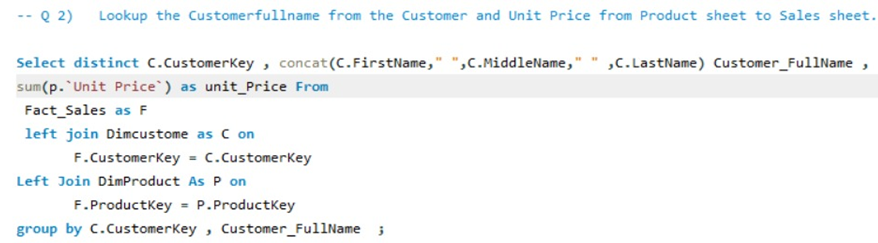 -- Q 2)   Lookup the Customerfullname from the Customer and Unit Price from Product sheet to Sales sheet.
Select distinct C.CustomerKey , concat(C.FirstName," ",C.MiddleName," " ,C.LastName) Customer_FullName ,
sum(p.`Unit Price`) as unit_Price From
Fact_Sales as F
left join Dimcustome as C on
F.CustomerKey = C.CustomerKey
Left Join DimProduct As P on
F.ProductKey = P.ProductKey
group by C.CustomerKey , Customer_FullName  ;